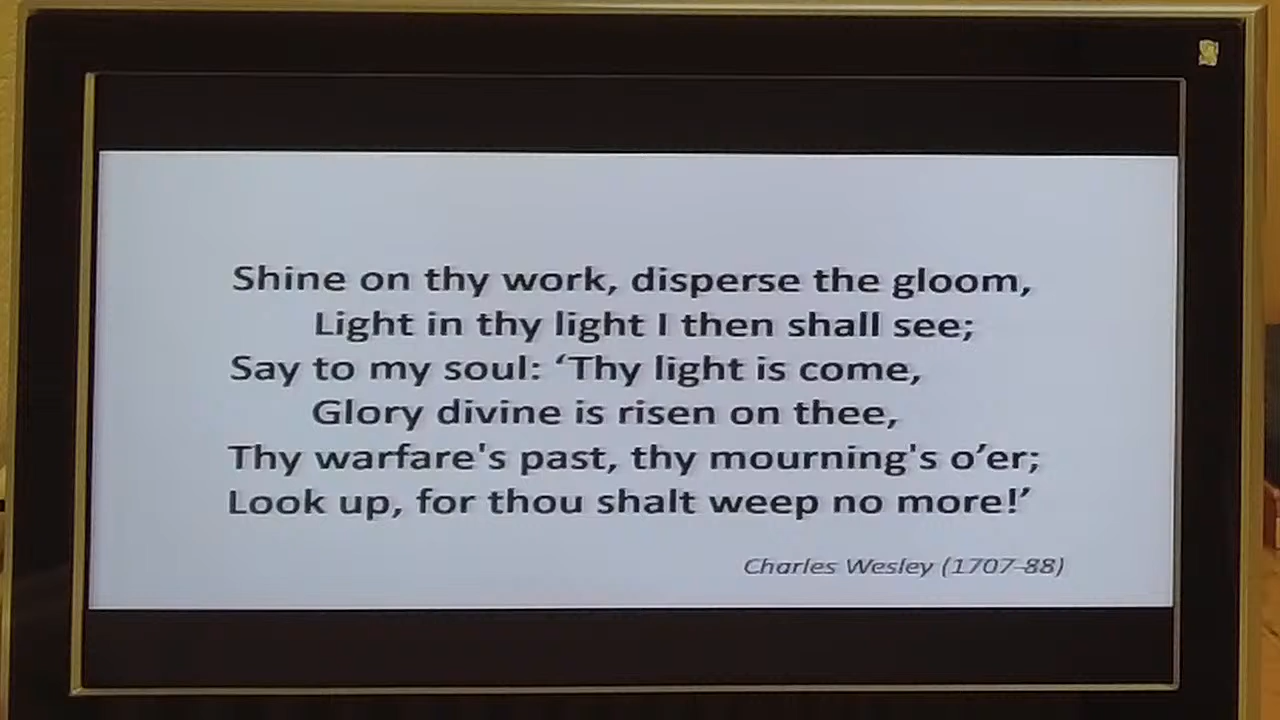 Shine on thy work, disperse the gloom,
Light in thy light I then shall see;
Say to my soul: ‘Thy light is come,
Glory divine is risen on thee,
Thy warfare's past, thy mourning's o’er;
Look up, for thou shalt weep no more!’
Charles Wesley (1707-88)